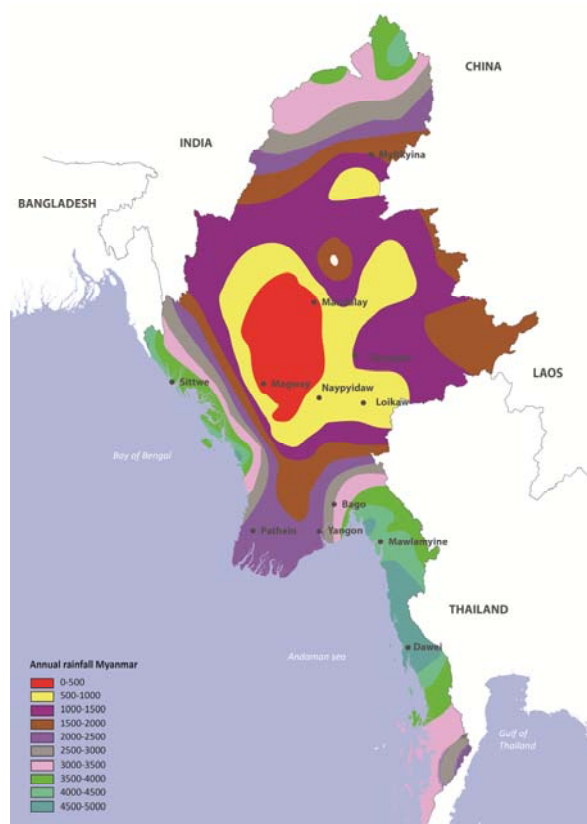 CHINA
INDIA
Myitkyina
BANGLADESH
Mandalay
Sittwe
Magway
Naypyidaw
Loikaw
LAOS
Bay of Bengal
Bago
Pathein
Yangon
Mawlamyine
THAILAND
Andaman sea
Dawei
Gulf of
Thailand
Annual rainfall Myanmar
0-500
500-1000
1000-1500
1500-2000
2000-2500
2500-3000
3000-3500
3500-4000
4000-4500
4500-5000